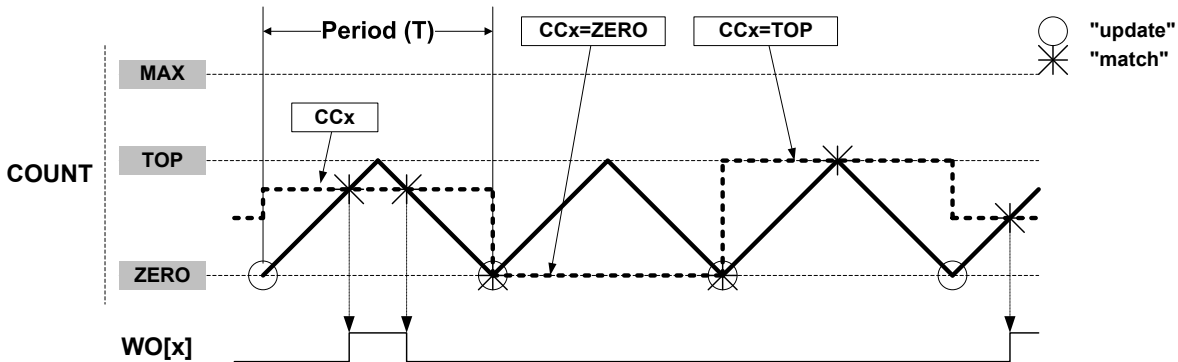 Period (T)
CCx=ZERO
CCx=TOP
"update"
"match"
MAX
CCx
TOP
COUNT
ZERO
WO[x]